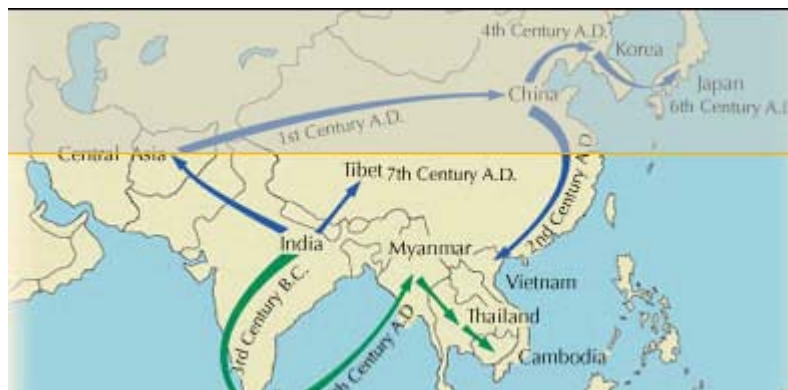 4th Century A.D.
Korea
Japan
6th Century A.D
China
1st Century A.D.
Central Asia
Tibet 7th Century A.D.
2nd Century A.D
India
Myanmar
Vietnam
3rd Century B.C.
Thailand
Century A.D
Cambodia